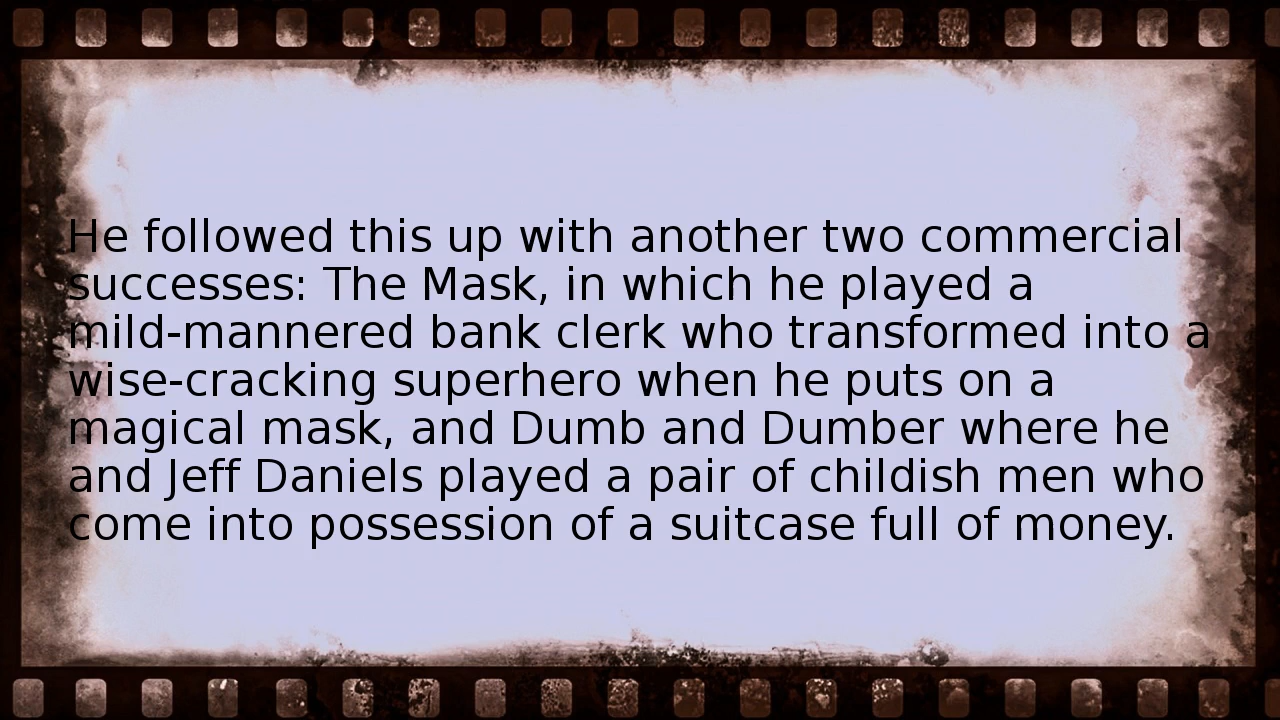 He followed this up with another two commercial
successes: The Mask, in which he played a
mild-mannered bank clerk who transformed into a
wise-cracking superhero when he puts on a
magical mask, and Dumb and Dumber where he
and Jeff Daniels played a pair of childish men who
come into possession of a suitcase full of money.